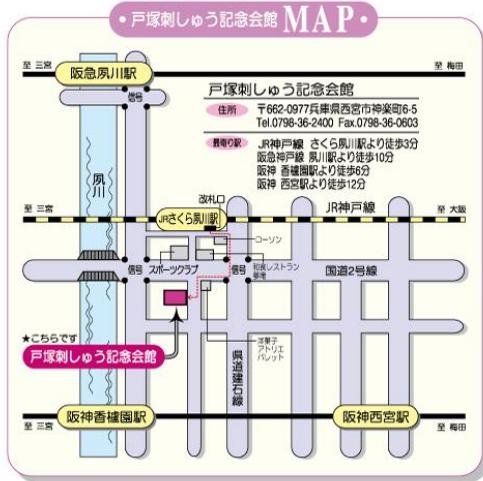 戸塚刺しゅう記念会館 MAP
至 三宮
阪急夙川駅
至 梅田
信号
戸塚刺しゅう記念会館
住所 〒662-0977兵庫県西宮市神楽町6-5
Tel.0798-36-2400 Fax.0798-36-0603
最寄り駅 JR神戸線 さくら夙川駅より徒歩3分
阪急神戸線 夙川駅より徒歩10分
阪神 香櫨園駅より徒歩6分
阪神 西宮駅より徒歩12分
夙川
改札口
至 三宮
JRさくら夙川駅
JR神戸線
至 大阪
ローソン
信号
スポーツクラブ
信号
和食レストラン
国道2号線
★こちらです
戸塚刺しゅう記念会館
洋菓子
アトリエ
パレット
県道建石線
阪神香櫨園駅
阪神西宮駅
至 三宮
至 梅田